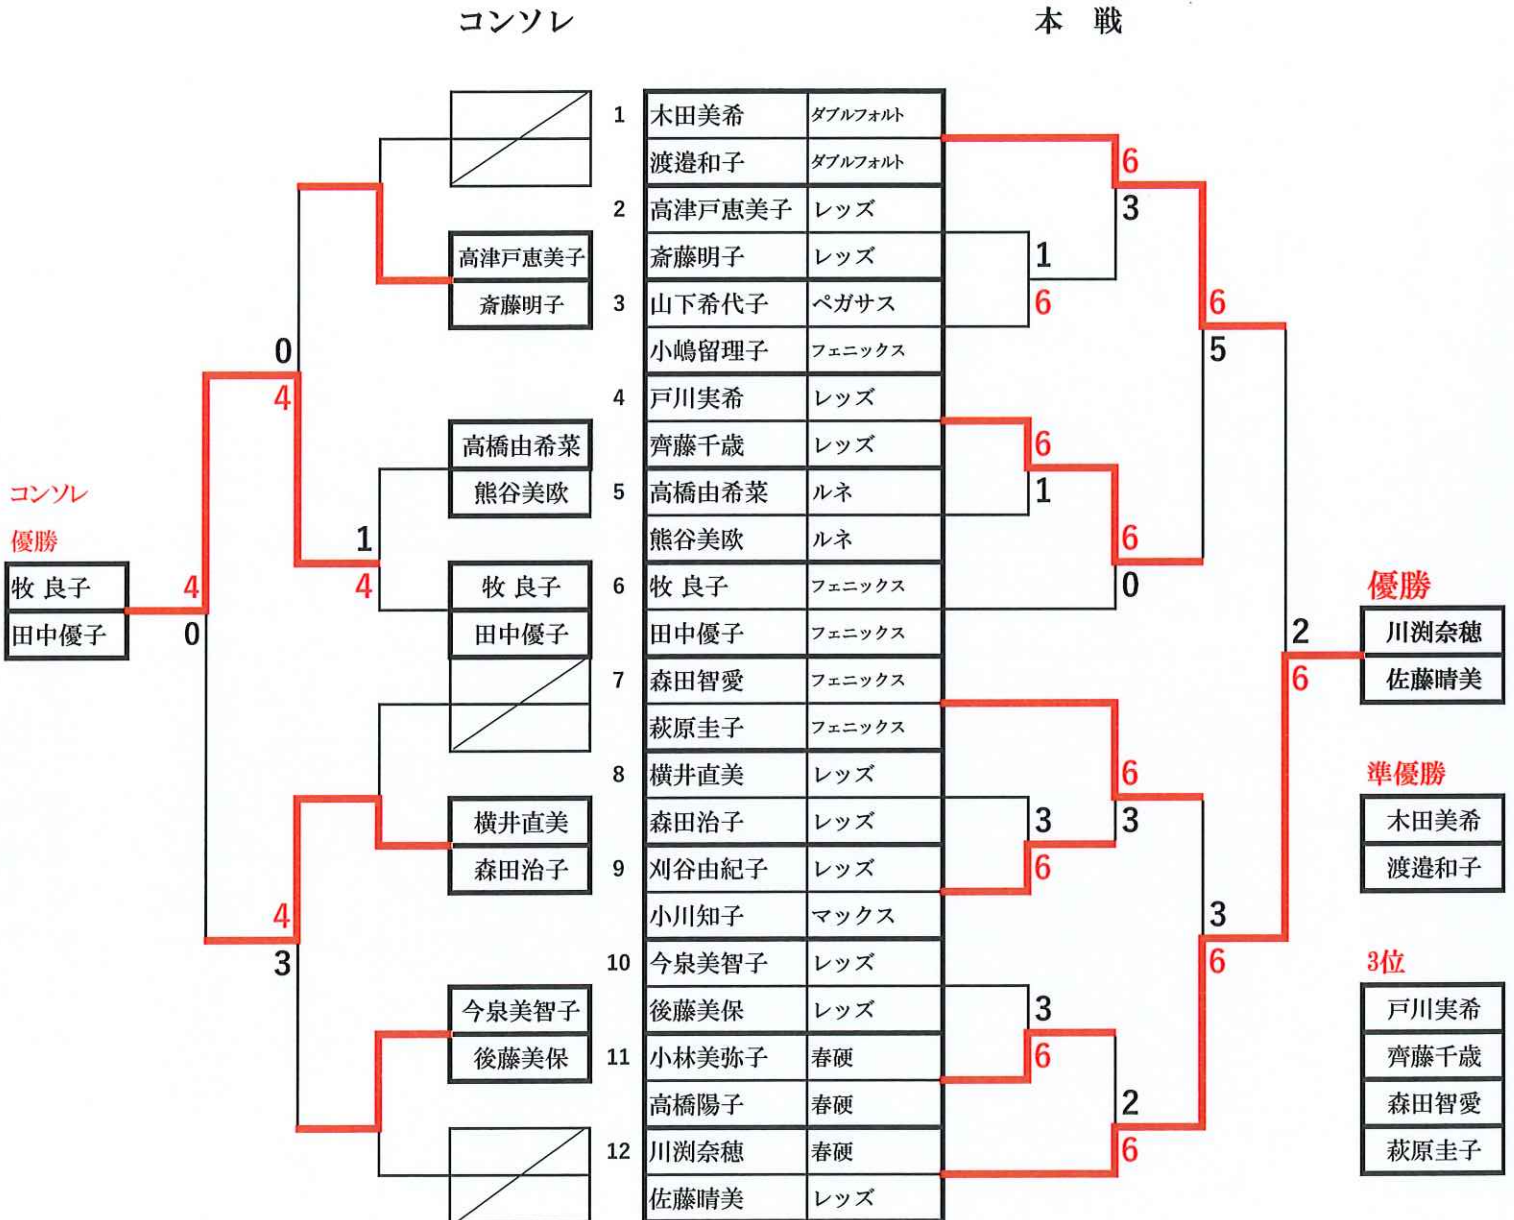 コンソレ
本　戦
1 木田美希 ダブルフォルト
渡邉和子 ダブルフォルト
2 高津戸恵美子 レッズ
斎藤明子 レッズ
3 山下希代子 ペガサス
小嶋留理子 フェニックス
4 戸川実希 レッズ
齊藤千歳 レッズ
5 高橋由希菜 ルネ
熊谷美欧 ルネ
6 牧 良子 フェニックス
田中優子 フェニックス
7 森田智愛 フェニックス
萩原圭子 フェニックス
8 横井直美 レッズ
森田治子 レッズ
9 刈谷由紀子 レッズ
小川知子 マックス
10 今泉美智子 レッズ
後藤美保 レッズ
11 小林美弥子 春硬
高橋陽子 春硬
12 川渕奈穂 春硬
佐藤晴美 レッズ
高津戸恵美子
斎藤明子
高橋由希菜
熊谷美欧
牧 良子
田中優子
横井直美
森田治子
今泉美智子
後藤美保
0
4
1
4
4
0
4
3
コンソレ
優勝
牧 良子
田中優子
6
3
1
6
6
5
6
1
6
0
2
6
6
3
3
6
3
6
3
6
2
6
優勝
川渕奈穂
佐藤晴美
準優勝
木田美希
渡邉和子
3位
戸川実希
齊藤千歳
森田智愛
萩原圭子